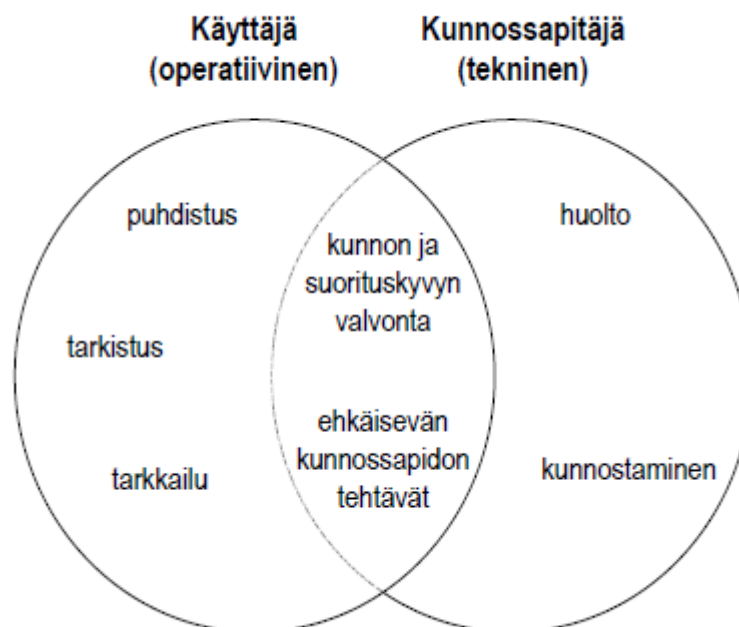 Käyttäjä
(operatiivinen)
Kunnossapitäjä
(tekninen)
puhdistus
tarkistus
tarkkailu
kunnon ja
suorituskyvyn
valvonta
ehkäisevän
kunnossapidon
tehtävät
huolto
kunnostaminen